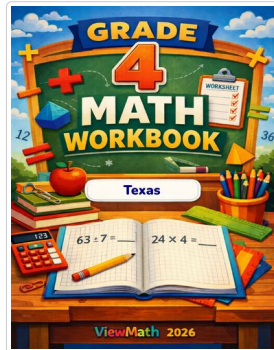 GRADE
4
WORKSHEET
MATH
WORKBOOK
12
36
Texas
63 ÷ 7 = ___
24 × 4 = ___
123
ViewMath 2026